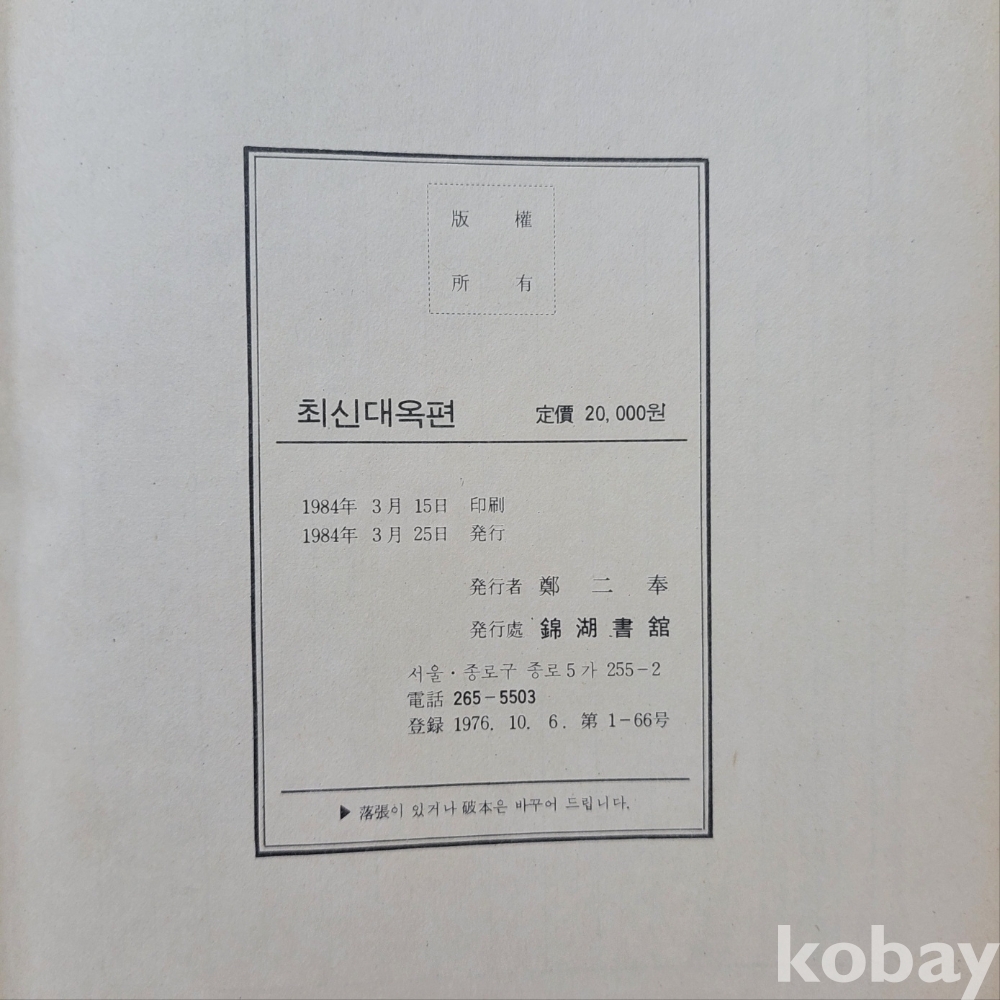 版 權
所 有
최신대옥편 定價 20,000원
1984年 3月 15日 印刷
1984年 3月 25日 発行
発行者 鄭 二 奉
発行處 錦湖書舘
서울·종로구 종로5가 255-2
電話 265-5503
登録 1976. 10. 6. 第 1-66号
▶ 落張이 있거나 破本은 바꾸어 드립니다.
kobay